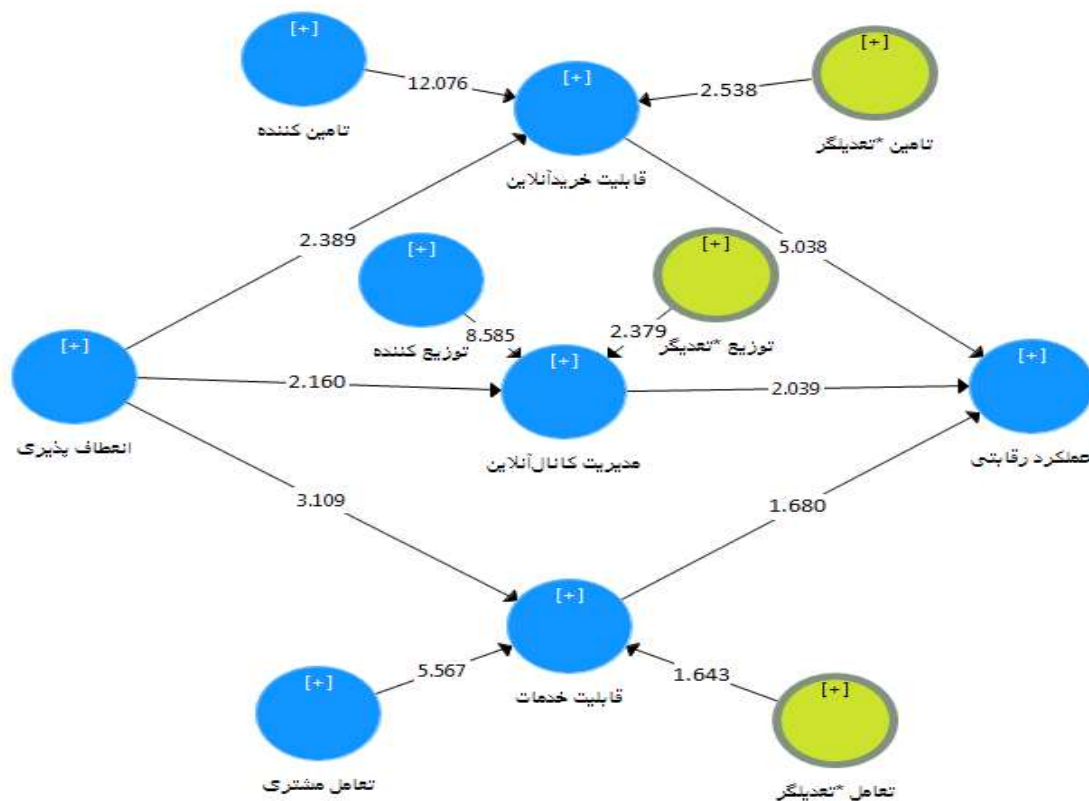 [+]
[+]
[+]
12.076
2.538
تامین کننده
تامین *تعدیلگر
قابلیت خریدآنلاین
2.389
5.038
[+]
[+]
8.585
2.379
توزیع کننده
توزیع *تعدیگر
[+]
[+]
[+]
2.160
2.039
انعطاف پذیری
مدیریت کانال‌آنلاین
عملکرد رقابتی
3.109
1.680
[+]
5.567
1.643
[+]
[+]
قابلیت خدمات
تعامل مشتری
تعامل *تعدیلگر